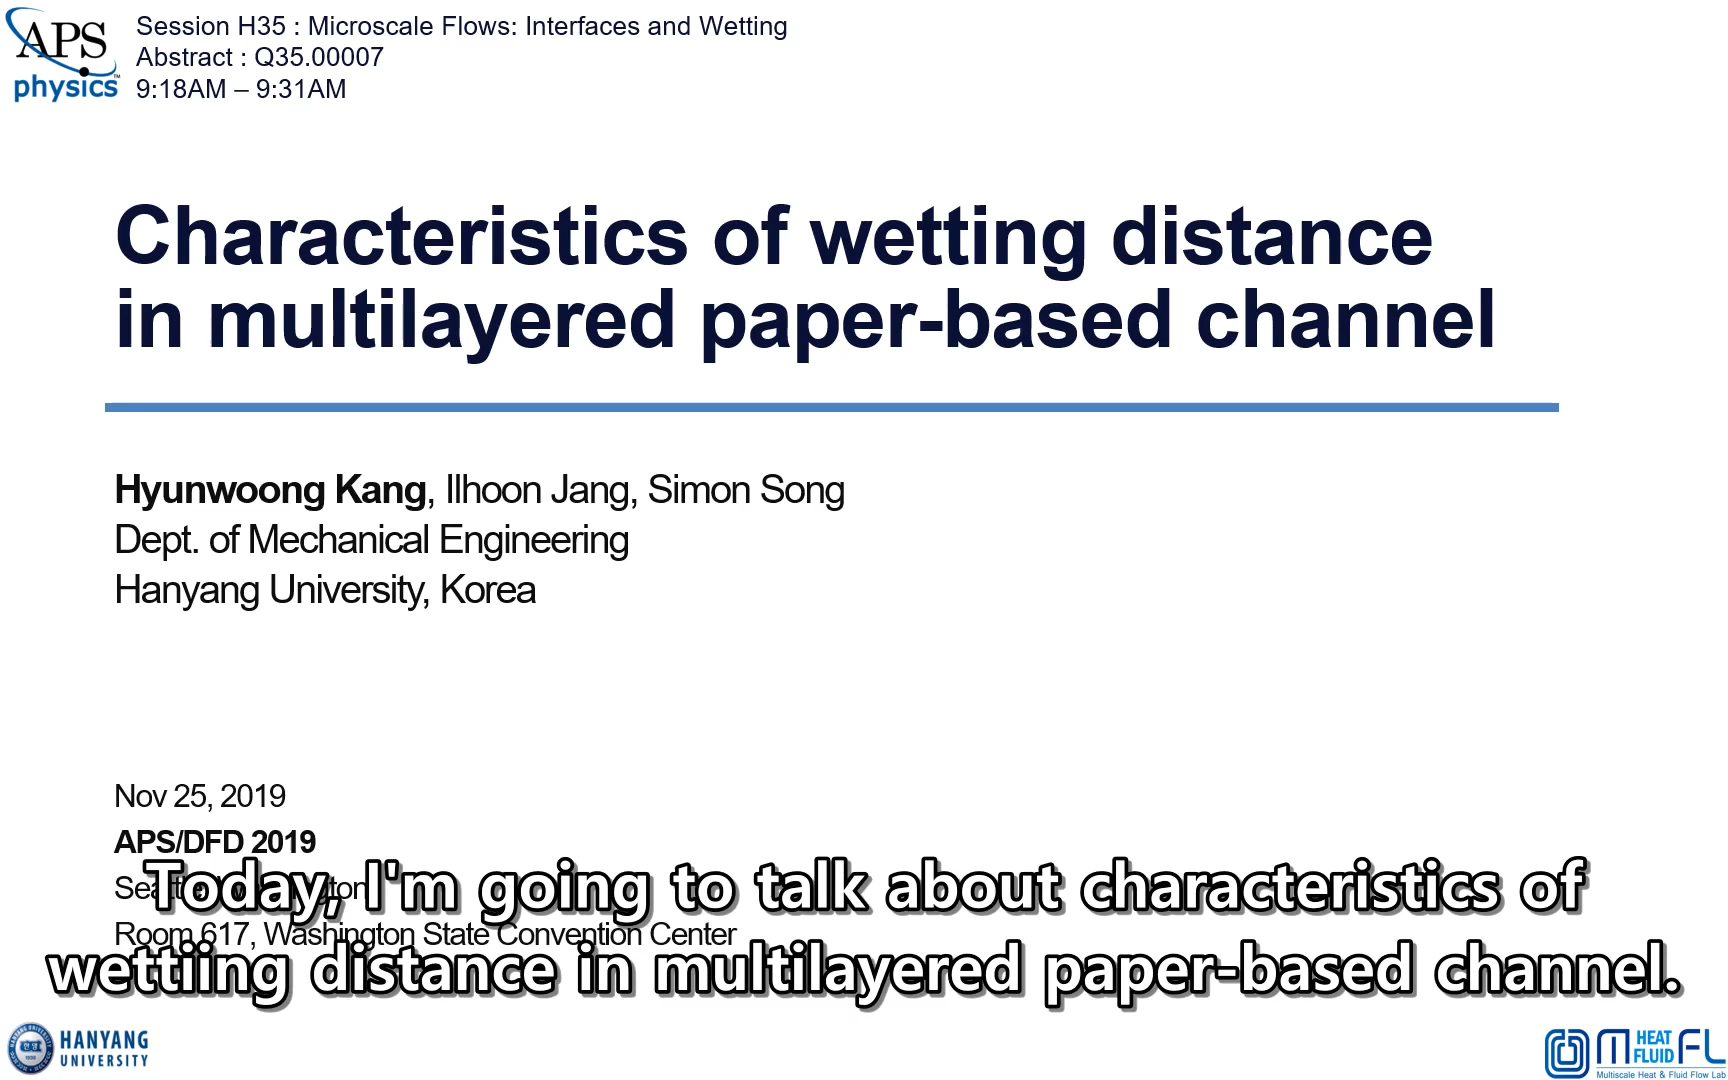 APS
physics™
Session H35 : Microscale Flows: Interfaces and Wetting
Abstract : Q35.00007
9:18AM – 9:31AM
Characteristics of wetting distance
in multilayered paper-based channel
Hyunwoong Kang, Ilhoon Jang, Simon Song
Dept. of Mechanical Engineering
Hanyang University, Korea
Nov 25, 2019
APS/DFD 2019
Room 617, Washington State Convention Center
Today, I'm going to talk about characteristics of
wettiing distance in multilayered paper-based channel.
HANYANG
UNIVERSITY
M HEAT FLUID FL
Multiscale Heat & Fluid Flow Lab